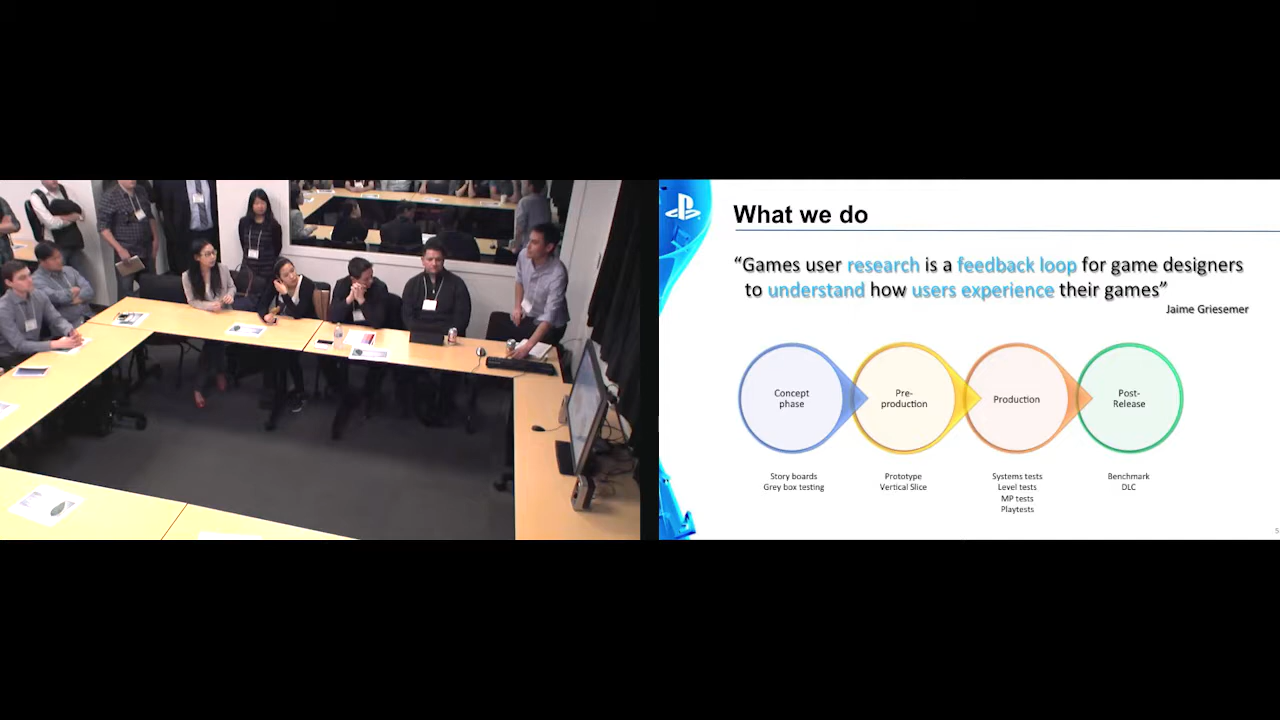 What we do
“Games user research is a feedback loop for game designers
to understand how users experience their games”
Jaime Griesemer
Concept
phase
Pre-
production
Production
Post-
Release
Story boards
Grey box testing
Prototype
Vertical Slice
Systems tests
Level tests
MP tests
Playtests
Benchmark
DLC
5